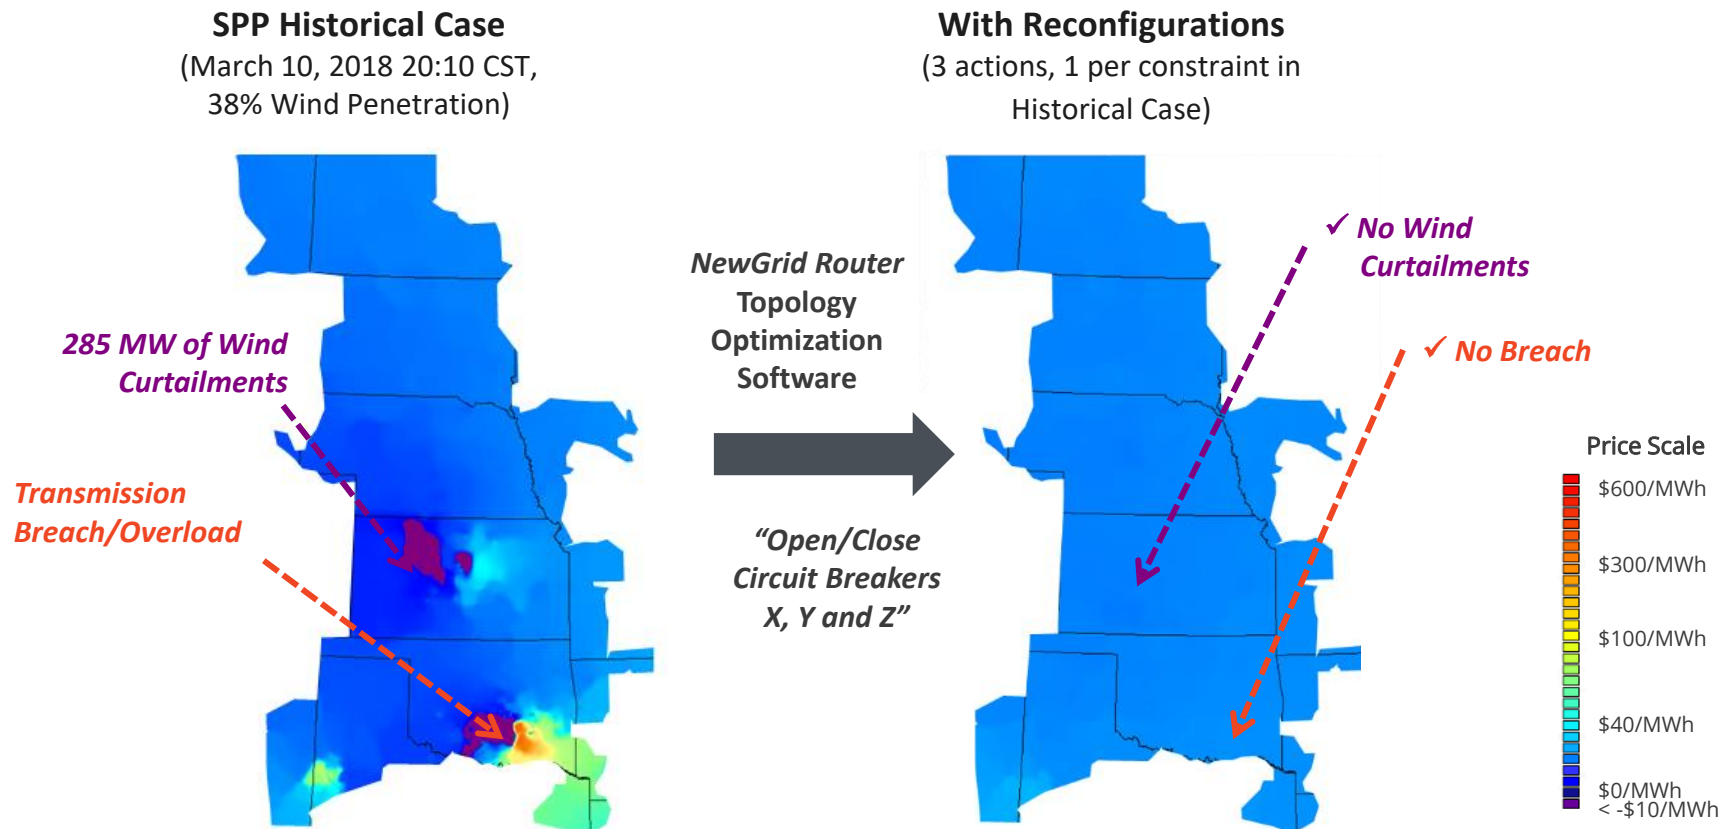 SPP Historical Case
(March 10, 2018 20:10 CST,
38% Wind Penetration)
With Reconfigurations
(3 actions, 1 per constraint in
Historical Case)
285 MW of Wind
Curtailments
Transmission
Breach/Overload
NewGrid Router
Topology
Optimization
Software
“Open/Close
Circuit Breakers
X, Y and Z”
✓ No Wind
Curtailments
✓ No Breach
Price Scale
$600/MWh
$300/MWh
$100/MWh
$40/MWh
$0/MWh
< -$10/MWh